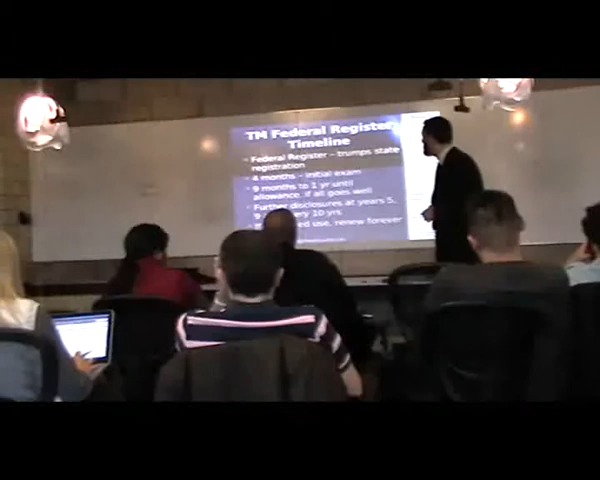 TM Federal Register
Timeline
Federal Register – trumps state
registration
4 months – initial exam
9 months to 1 yr until
allowance, if all goes well
Further disclosures at years 5,
9 every 10 yrs
use, renew forever